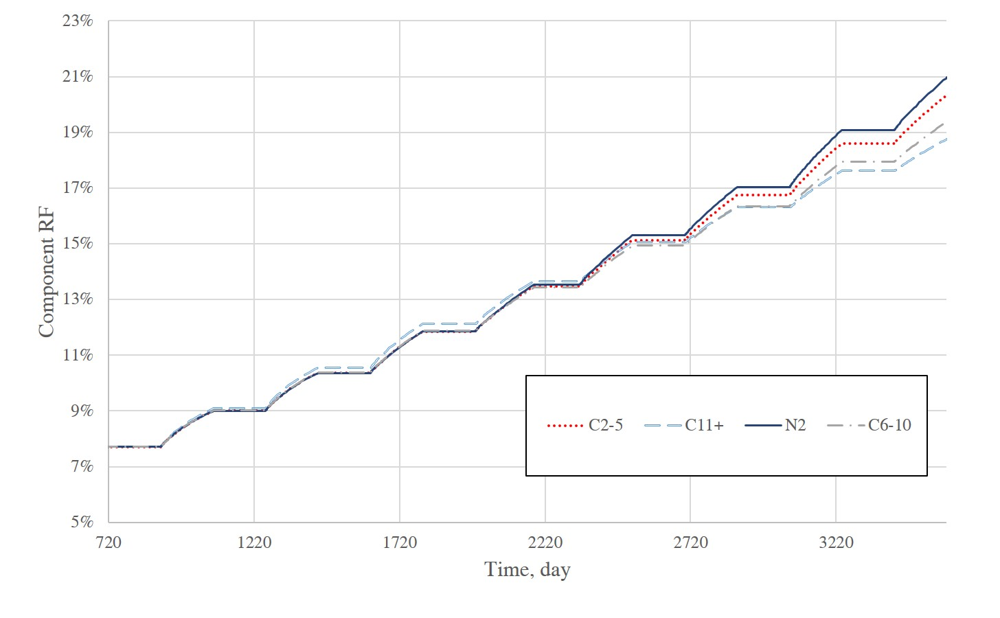 23%
21%
19%
17%
15%
13%
11%
9%
7%
5%
Component RF
C2-5 C11+ N2 C6-10
720 1220 1720 2220 2720 3220
Time, day